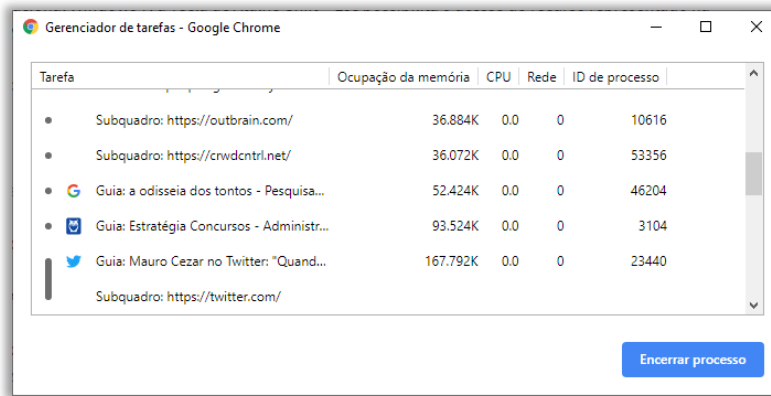 Gerenciador de tarefas - Google Chrome
Tarefa Ocupação da memória CPU Rede ID de processo
Subquadro: https://outbrain.com/ 36.884K 0.0 0 10616
Subquadro: https://crwdcntrl.net/ 36.072K 0.0 0 53356
Guia: a odisseia dos tontos - Pesquisa... 52.424K 0.0 0 46204
Guia: Estratégia Concursos - Administr... 93.524K 0.0 0 3104
Guia: Mauro Cezar no Twitter: "Quand... 167.792K 0.0 0 23440
Subquadro: https://twitter.com/
Encerrar processo